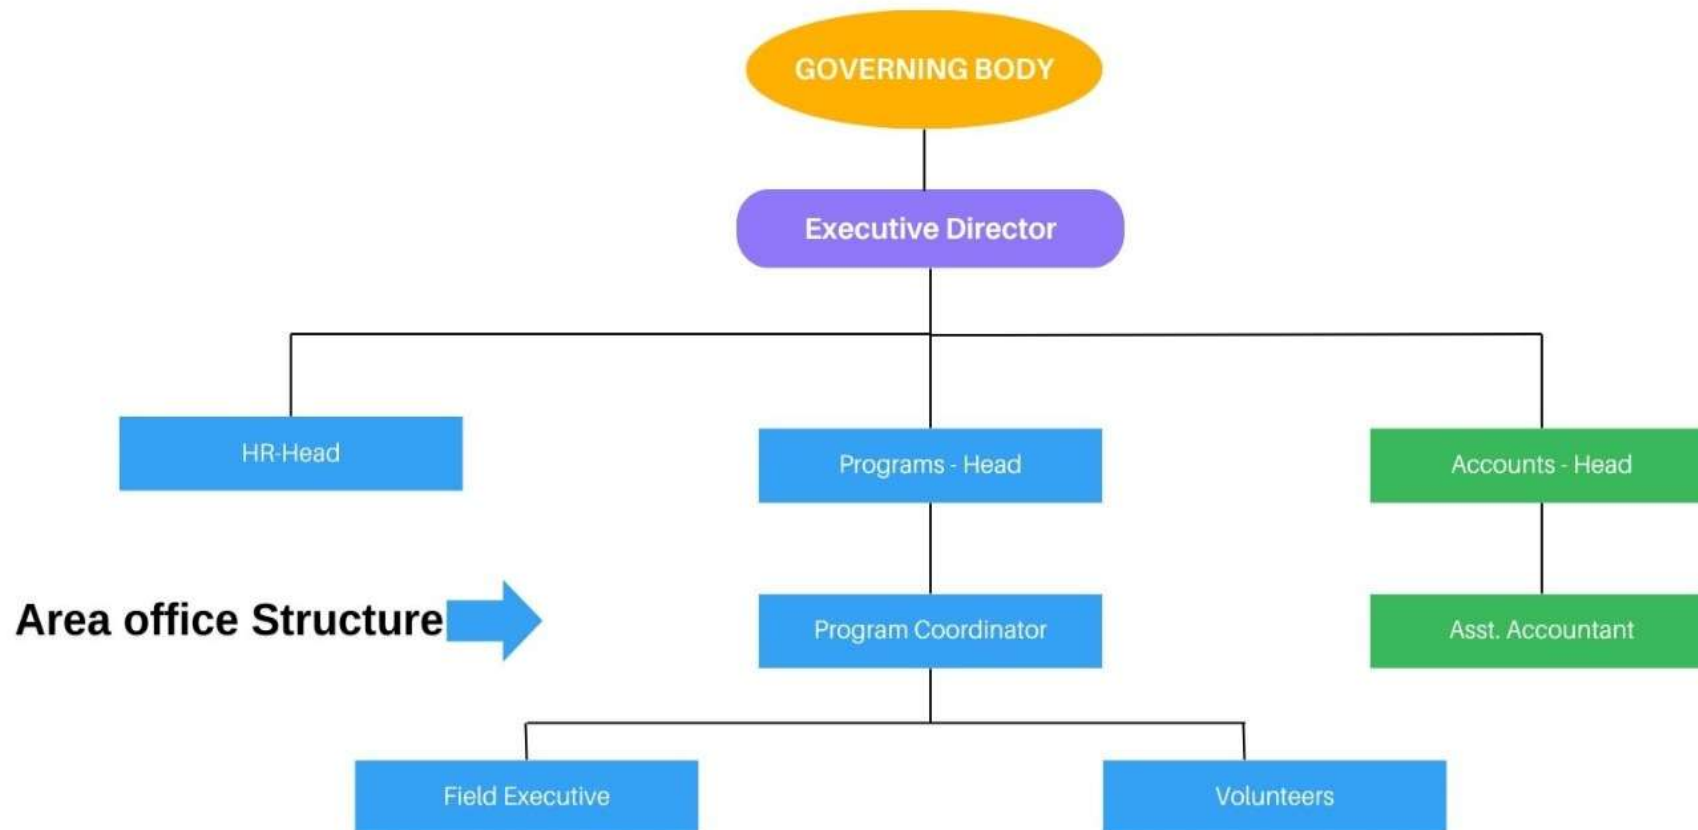 GOVERNING BODY
Executive Director
HR-Head
Programs - Head
Accounts - Head
Area office Structure
Program Coordinator
Asst. Accountant
Field Executive
Volunteers